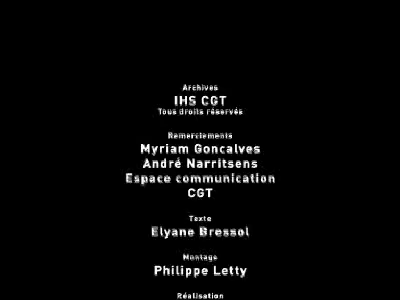 Archives
IHS CGT
Tous droits réservés
Remerciements
Myriam Goncalves
André Narritsens
Espace communication
CGT
Texte
Elyane Bressol
Montage
Philippe Letty
Réalisation